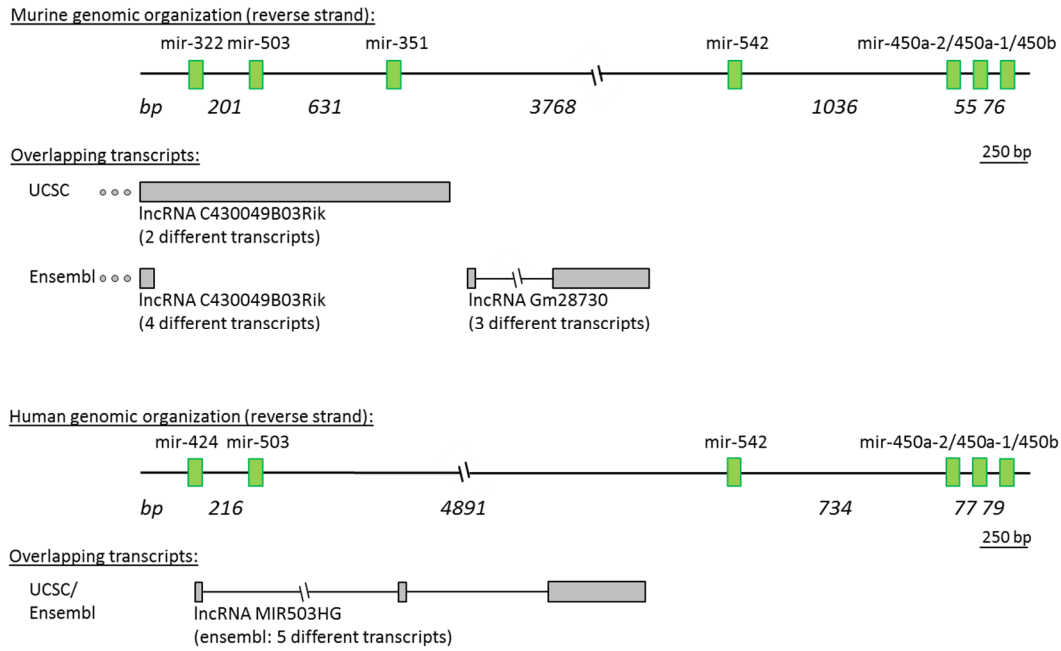 Murine genomic organization (reverse strand):
mir-322 mir-503 mir-351 mir-542 mir-450a-2/450a-1/450b
bp 201 631 3768 1036 55 76
250 bp
Overlapping transcripts:
UCSC
lncRNA C430049B03Rik
(2 different transcripts)
Ensembl
lncRNA C430049B03Rik lncRNA Gm28730
(4 different transcripts) (3 different transcripts)
Human genomic organization (reverse strand):
mir-424 mir-503 mir-542 mir-450a-2/450a-1/450b
bp 216 4891 734 77 79
250 bp
Overlapping transcripts:
UCSC/
Ensembl
lncRNA MIR503HG
(ensembl: 5 different transcripts)